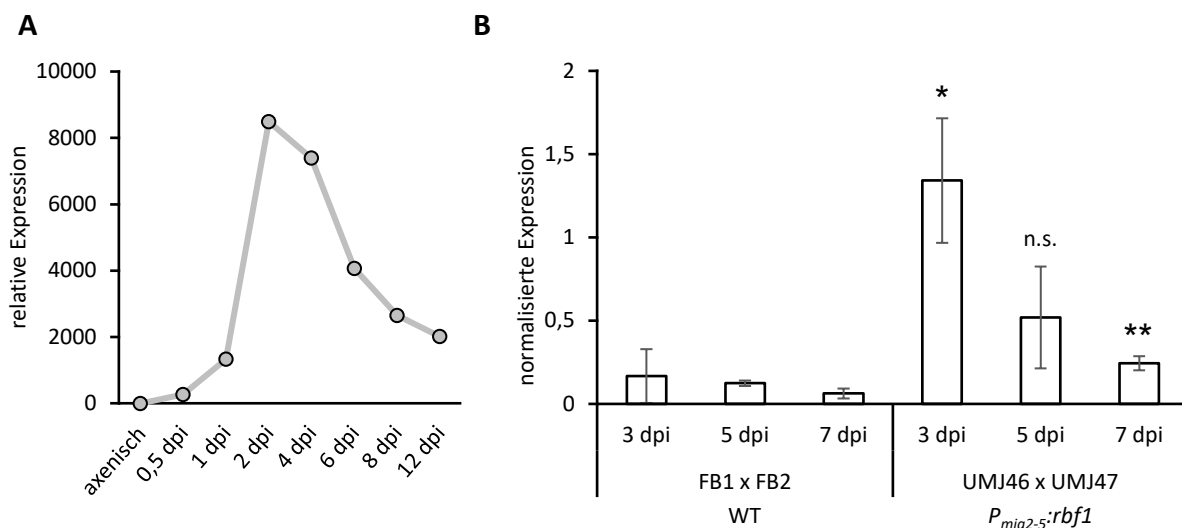 A
relative Expression
10000
8000
6000
4000
2000
0
axenisch
0,5 dpi
1 dpi
2 dpi
4 dpi
6 dpi
8 dpi
12 dpi
B
normalisierte Expression
2
1,5
1
0,5
0
*
n.s.
**
3 dpi 5 dpi 7 dpi 3 dpi 5 dpi 7 dpi
FB1 x FB2 UMJ46 x UMJ47
WT P_mig2-5:rbf1